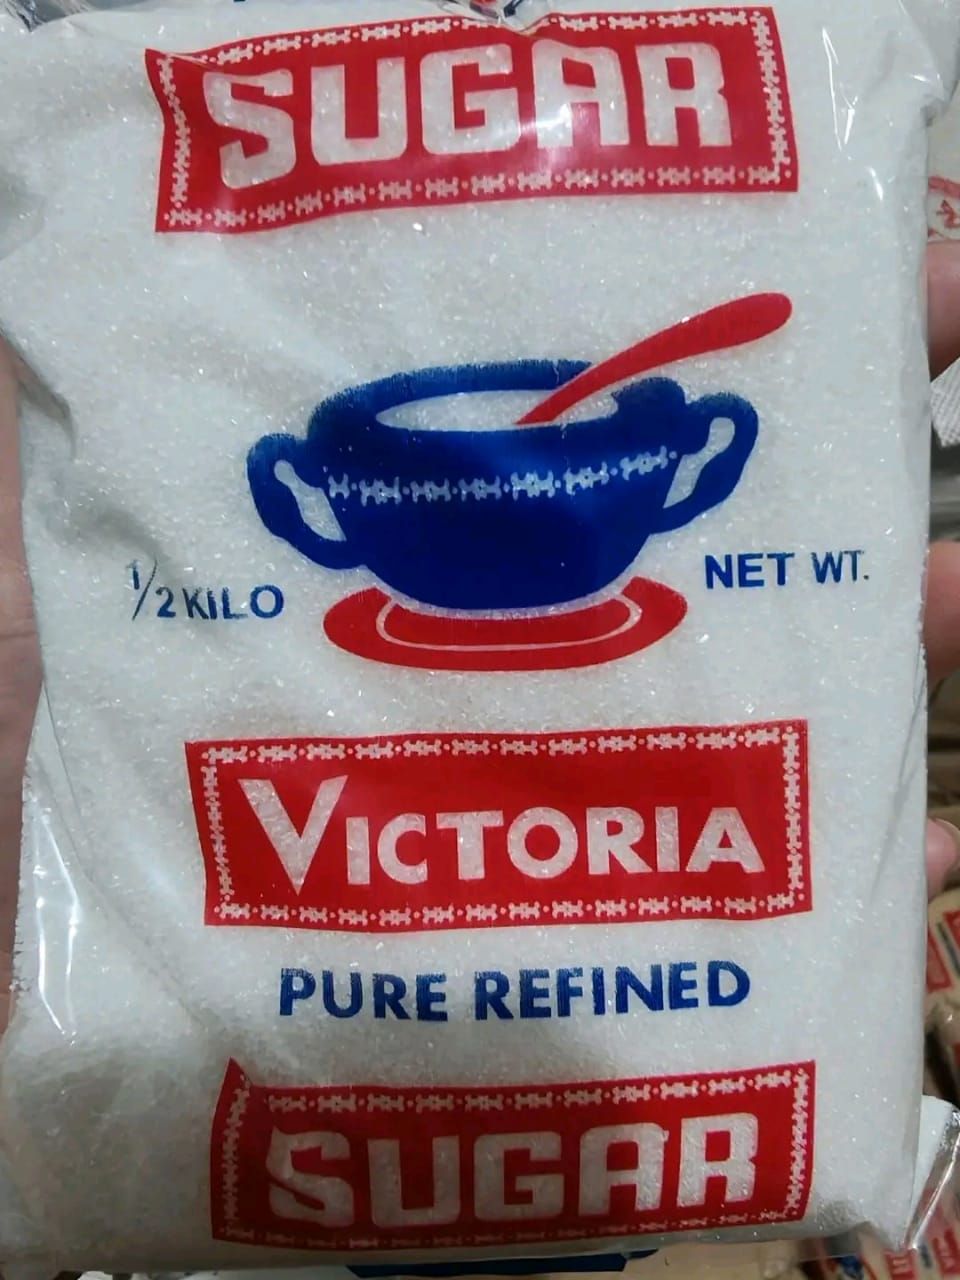 SUGAR
1/2 KILO
NET WT.
VICTORIA
PURE REFINED
SUGAR